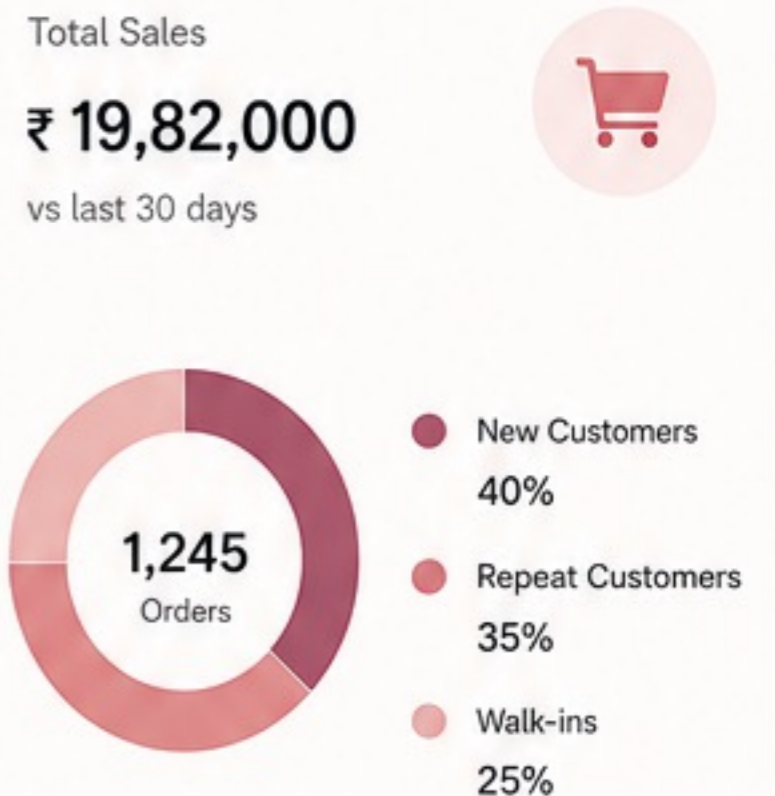 Total Sales
₹ 19,82,000
vs last 30 days
1,245
Orders
New Customers
40%
Repeat Customers
35%
Walk-ins
25%